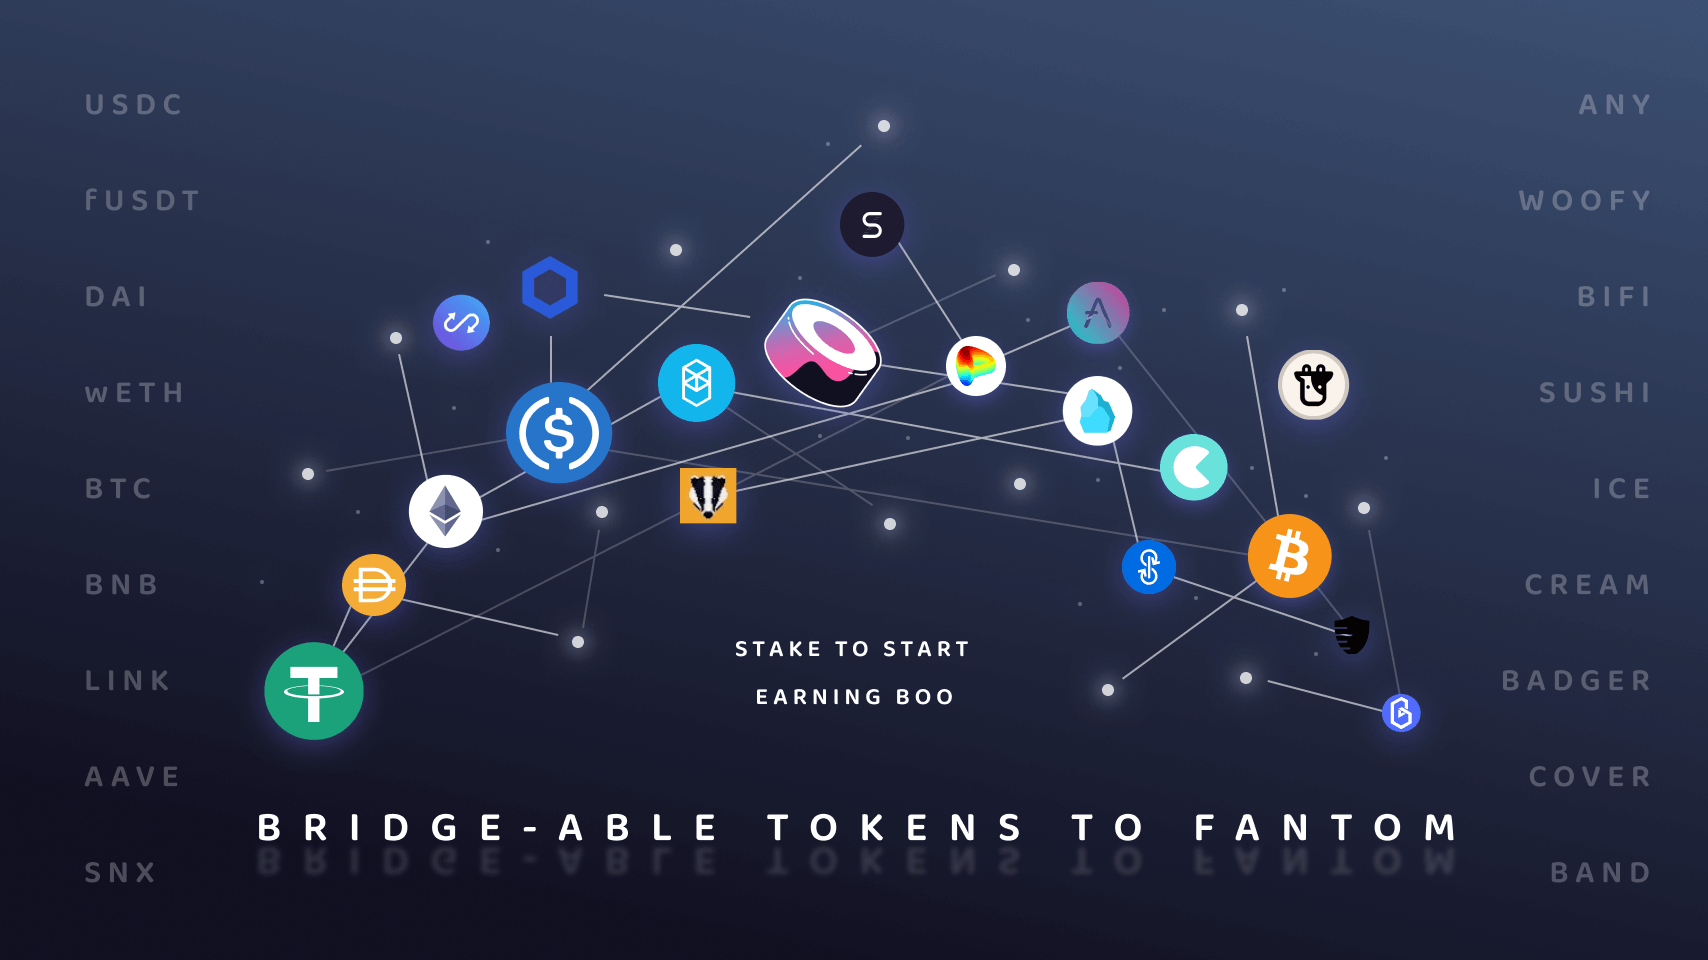 USDC
fUSDT
DAI
wETH
BTC
BNB
LINK
AAVE
SNX
ANY
WOOFY
BIFI
SUSHI
ICE
CREAM
BADGER
COVER
BAND
STAKE TO START
EARNING BOO
BRIDGE-ABLE TOKENS TO FANTOM